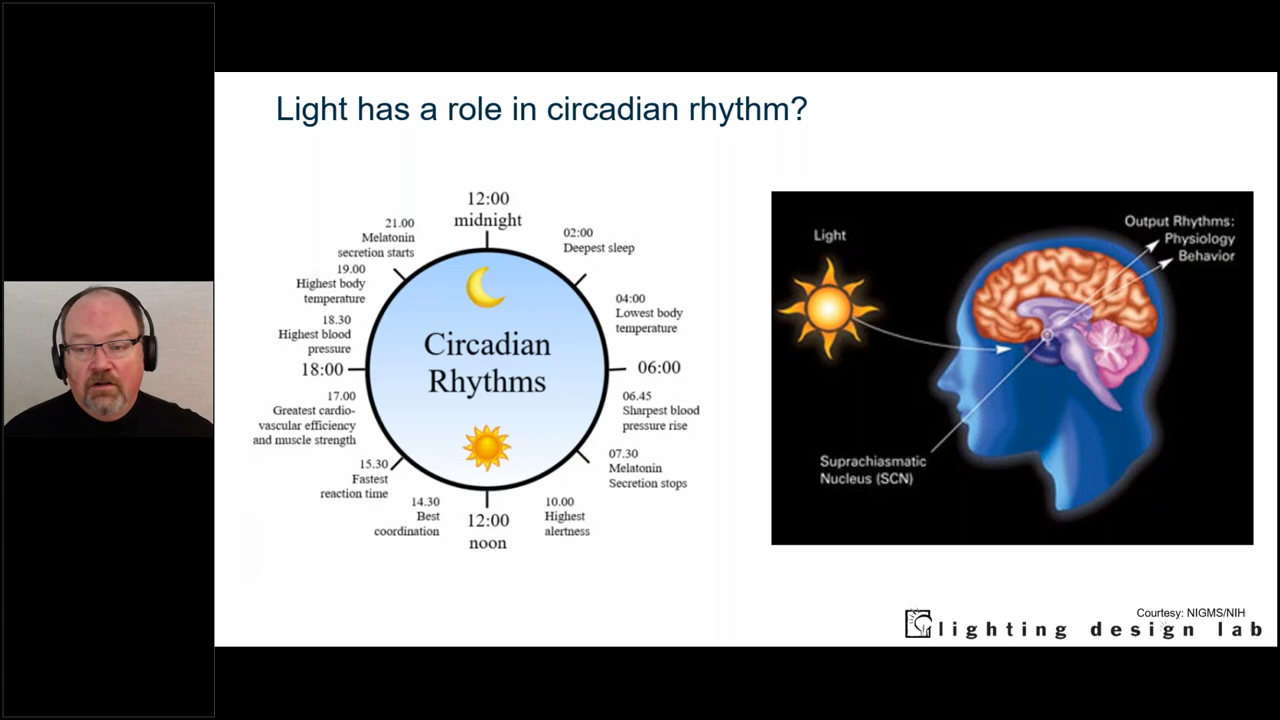 Light has a role in circadian rhythm?
12:00
midnight
02:00
Deepest sleep
04:00
Lowest body
temperature
06:00
06.45
Sharpest blood
pressure rise
07.30
Melatonin
Secretion stops
10.00
Highest
alertness
12:00
noon
14.30
Best
coordination
15.30
Fastest
reaction time
17.00
Greatest cardio-
vascular efficiency
and muscle strength
18:00
18.30
Highest blood
pressure
19.00
Highest body
temperature
21.00
Melatonin
secretion starts
Circadian
Rhythms
Light
Output Rhythms:
Physiology
Behavior
Suprachiasmatic
Nucleus (SCN)
Courtesy: NIGMS/NIH
lighting design lab